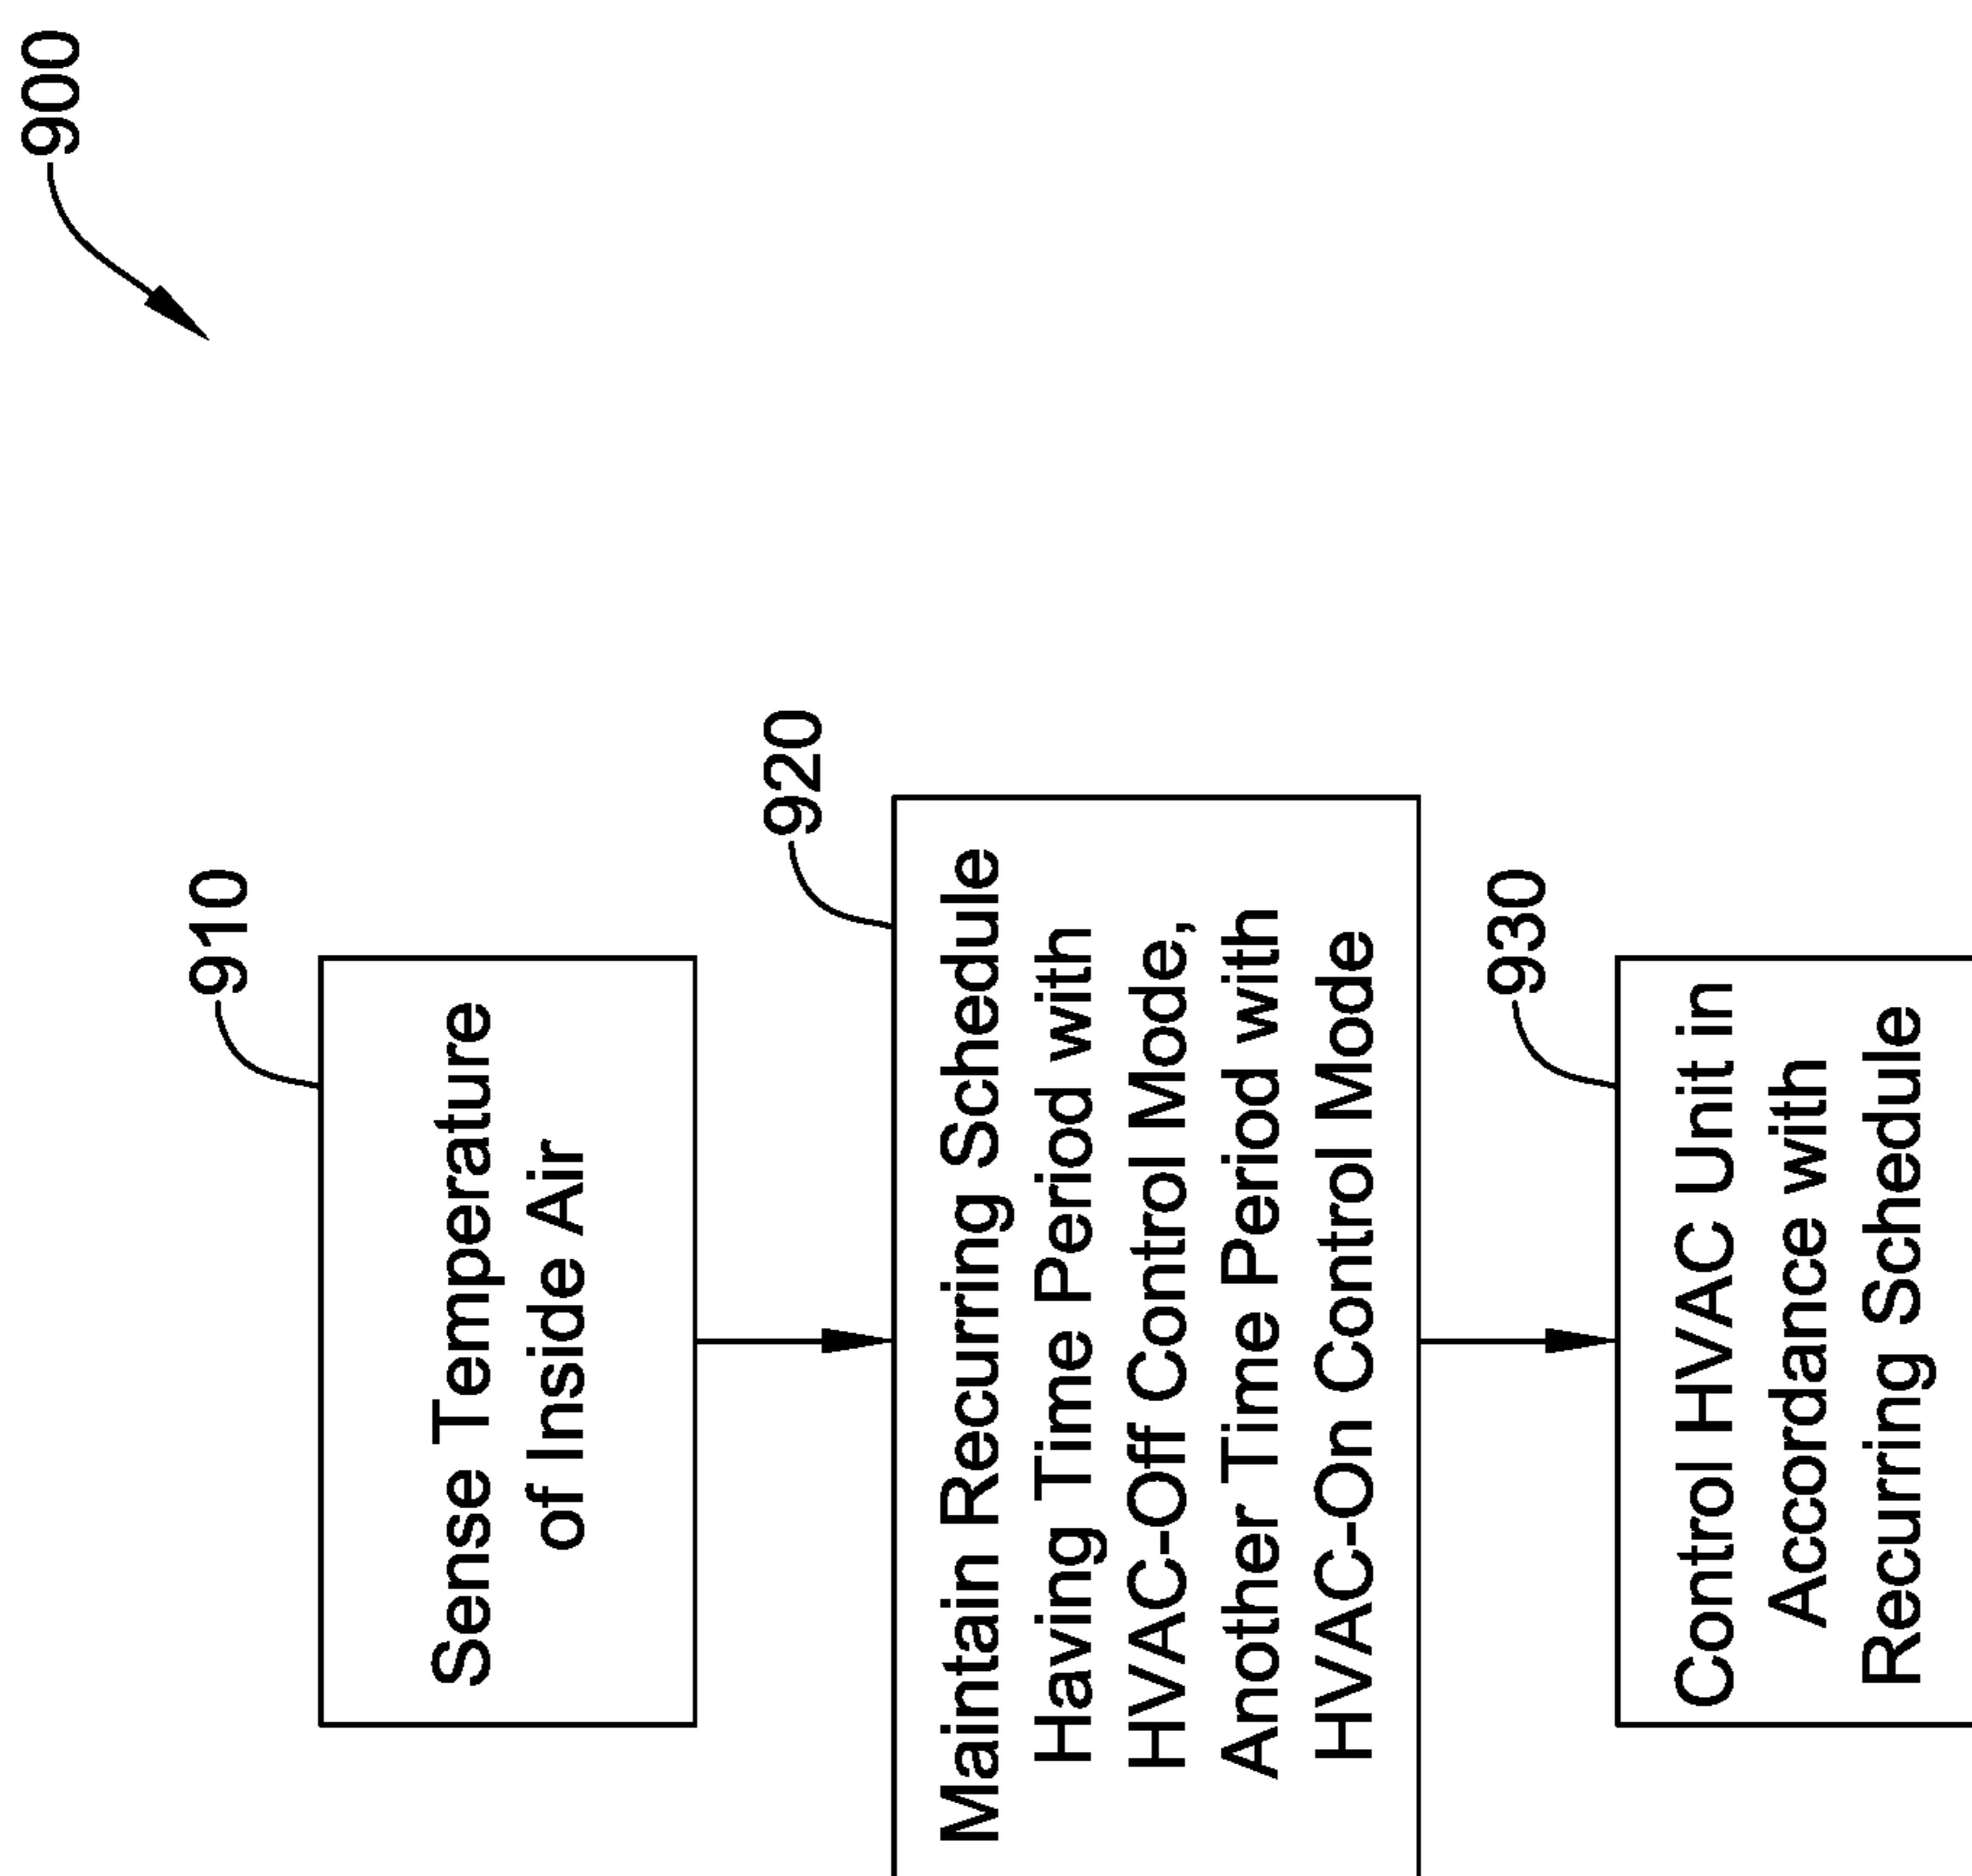 900
910
Sense Temperature
of Inside Air
920
Maintain Recurring Schedule
Having Time Period with
HVAC-Off Control Mode,
Another Time Period with
HVAC-On Control Mode
930
Control HVAC Unit in
Accordance with
Recurring Schedule